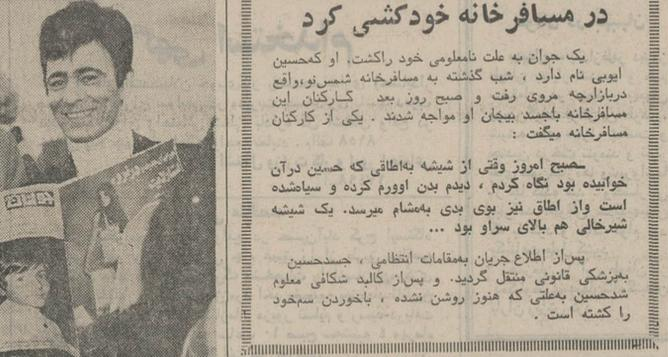 در مسافرخانه خودکشی کرد
یک جوان به علت نامعلومی خود راکشت. او که‌حسین
ایوبی نام دارد ، شب گذشته به مسافرخانه شمس‌نو،واقع
دربازارچه مروی رفت و صبح روز بعد کارکنان این
مسافرخانه باجسد بیجان او مواجه شدند . یکی از کارکنان
مسافرخانه میگفت :
ـصبح امروز وقتی از شیشه به‌اطاقی که حسین درآن
خوابیده بود نگاه کردم ، دیدم بدن اوورم کرده و سیاه‌شده
است واز اطاق نیز بوی بدی به‌مشام میرسد. یک شیشه
شیرخالی هم بالای سراو بود ...
پس‌از اطلاع جریان به‌مقامات انتظامی ، جسدحسین
به‌پزشکی قانونی منتقل گردید. و پس‌از کالبد شکافی معلوم
شدحسین به‌علتی که هنوز روشن نشده ، باخوردن سم‌خود
را کشته است .